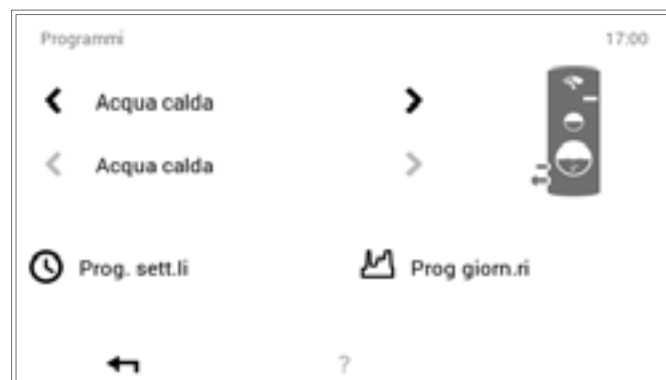 Programmi 17:00
Acqua calda
Acqua calda
Prog. sett.li Prog giorn.ri
?